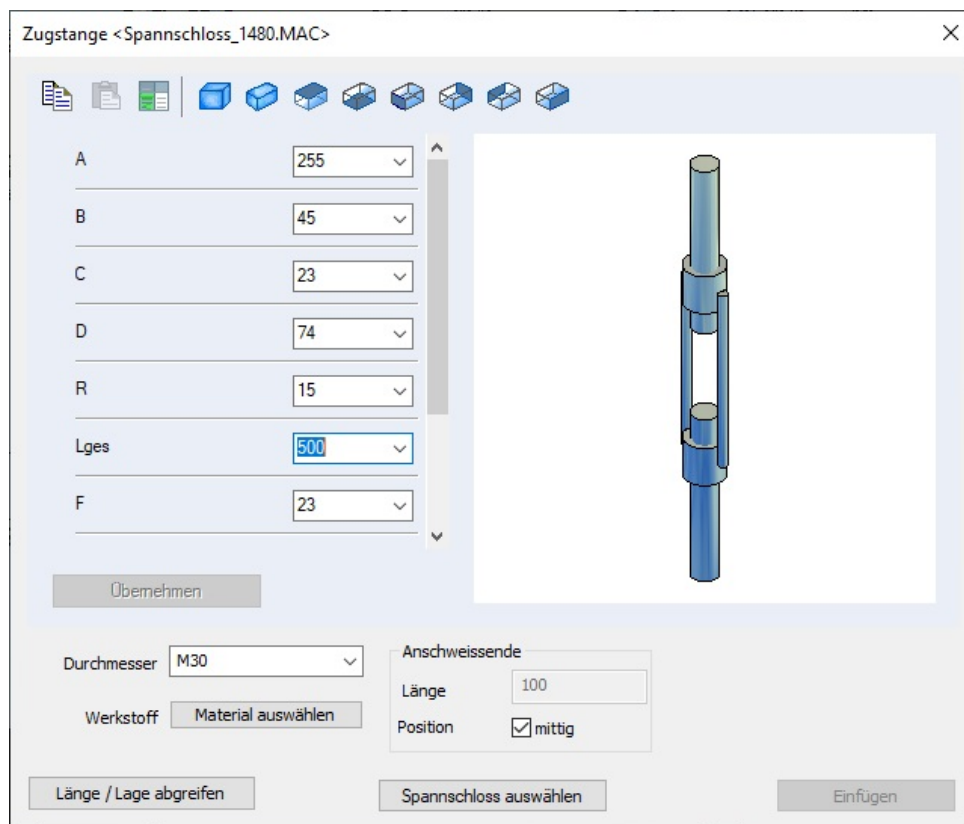 Zugstange <Spannschloss_1480.MAC>
A 255
B 45
C 23
D 74
R 15
Lges 500
F 23
Übernehmen
Durchmesser M30
Werkstoff Material auswählen
Anschweissende
Länge 100
Position mittig
Länge / Lage abgreifen
Spannschloss auswählen
Einfügen